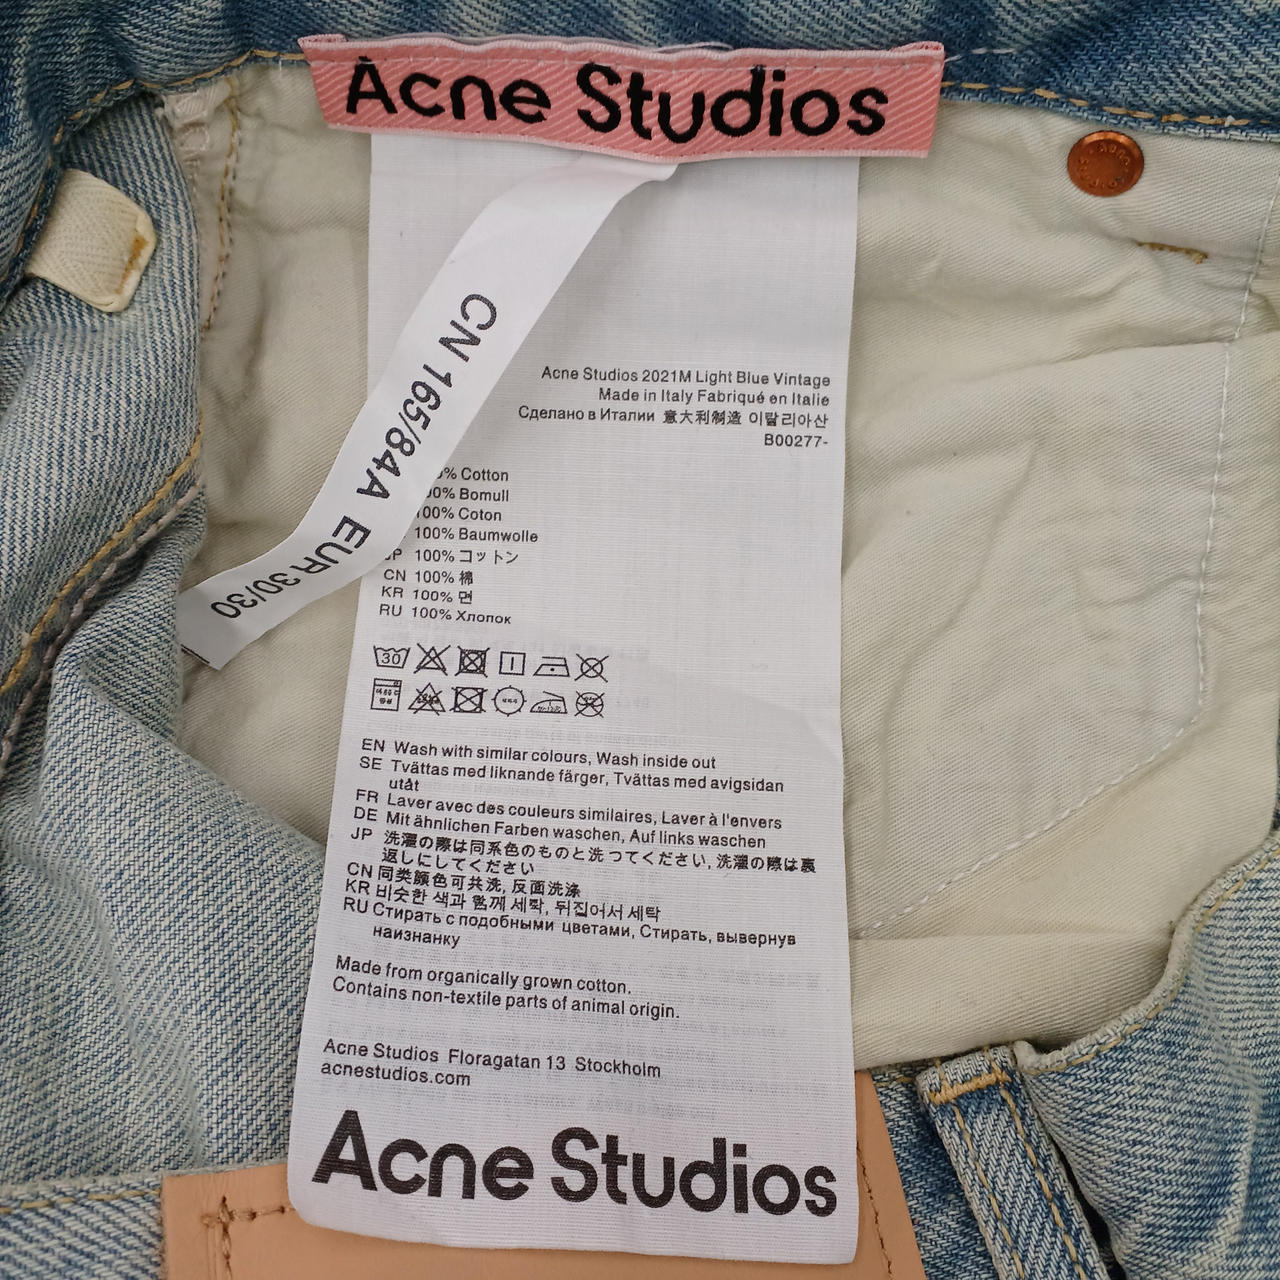 Acne Studios
CN 165/84A EUR 30/30
Acne Studios 2021M Light Blue Vintage
Made in Italy Fabriqué en Italie
Сделано в Италии 意大利制造 이탈리아산
B00277-
% Cotton
00% Bomull
100% Coton
100% Baumwolle
JP 100% コットン
CN 100% 棉
KR 100% 면
RU 100% Хлопок
30
EN Wash with similar colours, Wash inside out
SE Tvättas med liknande färger, Tvättas med avigsidan
utåt
FR Laver avec des couleurs similaires, Laver à l'envers
DE Mit ähnlichen Farben waschen, Auf links waschen
JP 洗濯の際は同系色のものと洗つてください, 洗濯の際は裏
返しにしてください
CN 同类颜色可共洗, 反面洗涤
KR 비슷한 색과 함께 세탁, 뒤집어서 세탁
RU Стирать с подобными цветами, Стирать, вывернув
наизнанку
Made from organically grown cotton.
Contains non-textile parts of animal origin.
Acne Studios Floragatan 13 Stockholm
acnestudios.com
Acne Studios